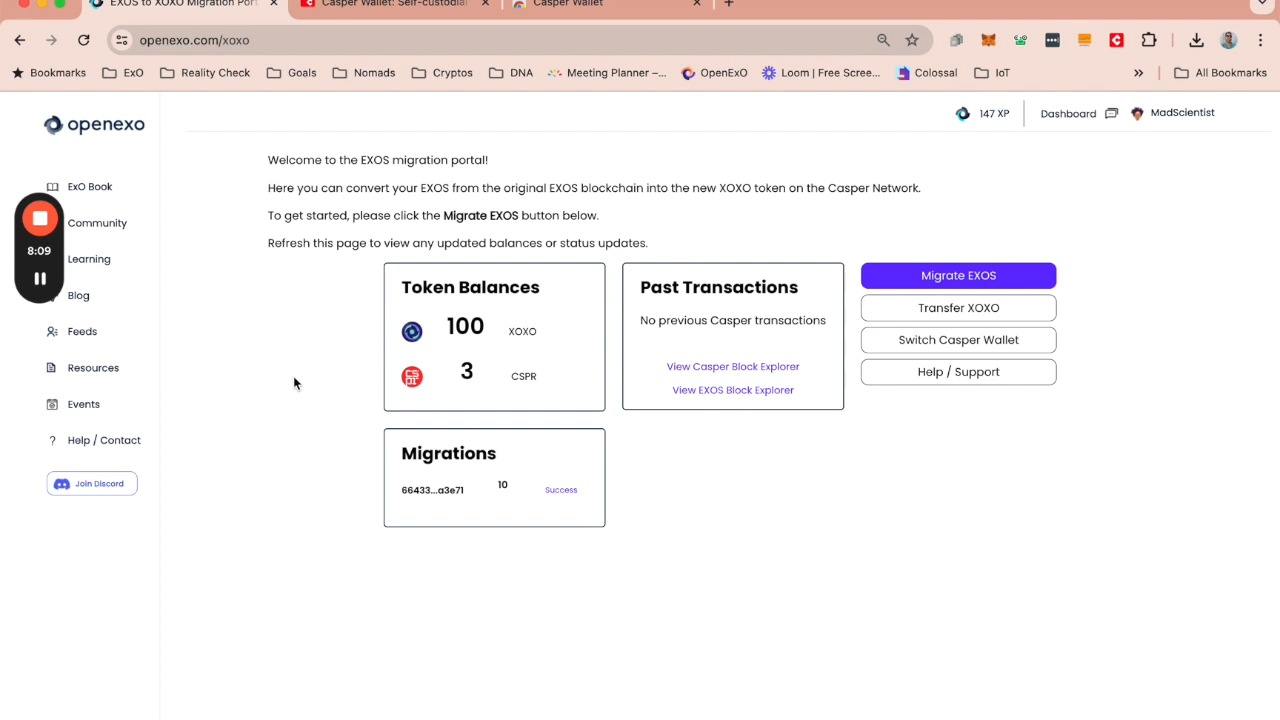 EXOS to XOXO Migration Port
Casper Wallet: Self-custodial
Casper Wallet
openexo.com/xoxo
Bookmarks
ExO
Reality Check
Goals
Nomads
Cryptos
DNA
Meeting Planner –...
OpenExO
Loom | Free Scree...
Colossal
IoT
»
All Bookmarks
openexo
147 XP
Dashboard
MadScientist
ExO Book
Community
Learning
Blog
Feeds
Resources
Events
? Help / Contact
Join Discord
8:09
Welcome to the EXOS migration portal!
Here you can convert your EXOS from the original EXOS blockchain into the new XOXO token on the Casper Network.
To get started, please click the Migrate EXOS button below.
Refresh this page to view any updated balances or status updates.
Token Balances
100 XOXO
CSPR 3 CSPR
Past Transactions
No previous Casper transactions
View Casper Block Explorer
View EXOS Block Explorer
Migrate EXOS
Transfer XOXO
Switch Casper Wallet
Help / Support
Migrations
66433...a3e71 10 Success